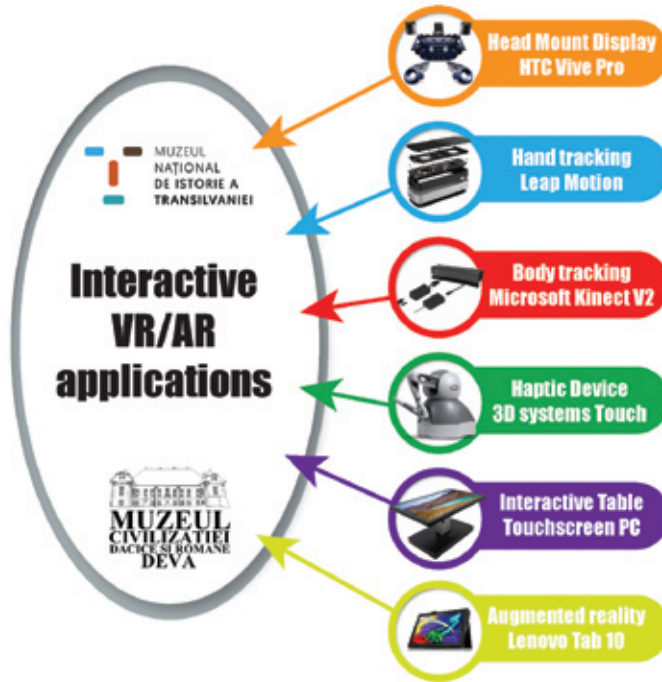 MUZEUL
NAȚIONAL
DE ISTORIE A
TRANSILVANIEI
Interactive
VR/AR
applications
MUZEUL
CIVILIZATIEI
DACICE SI ROMANE
DEVA
Head Mount Display
HTC Vive Pro
Hand tracking
Leap Motion
Body tracking
Microsoft Kinect V2
Haptic Device
3D systems Touch
Interactive Table
Touchscreen PC
Augmented reality
Lenovo Tab 10